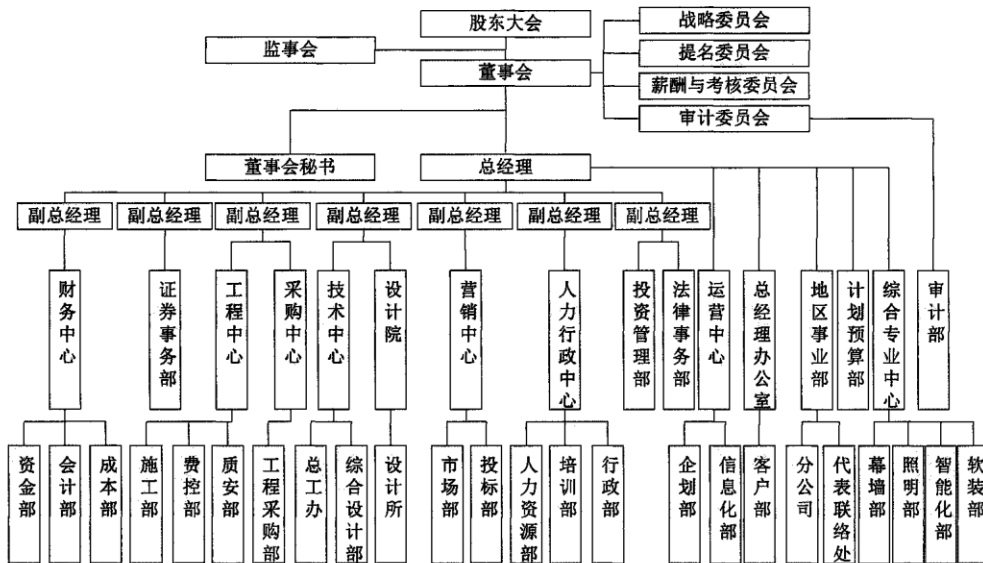 股东大会
监事会
董事会
战略委员会
提名委员会
薪酬与考核委员会
审计委员会
董事会秘书
总经理
副总经理
副总经理
副总经理
副总经理
副总经理
副总经理
副总经理
财务中心
证券事务部
工程中心
采购中心
技术中心
设计院
营销中心
人力行政中心
投资管理部
法律事务部
运营中心
总经理办公室
地区事业部
计划预算部
综合专业中心
审计部
资金部
会计部
成本部
施工部
费控部
质安部
工程采购部
总工办
综合设计部
设计所
市场部
投标部
人力资源部
培训部
行政部
企划部
信息化部
客户部
分公司
代表联络处
幕墙部
照明部
智能化部
软装部